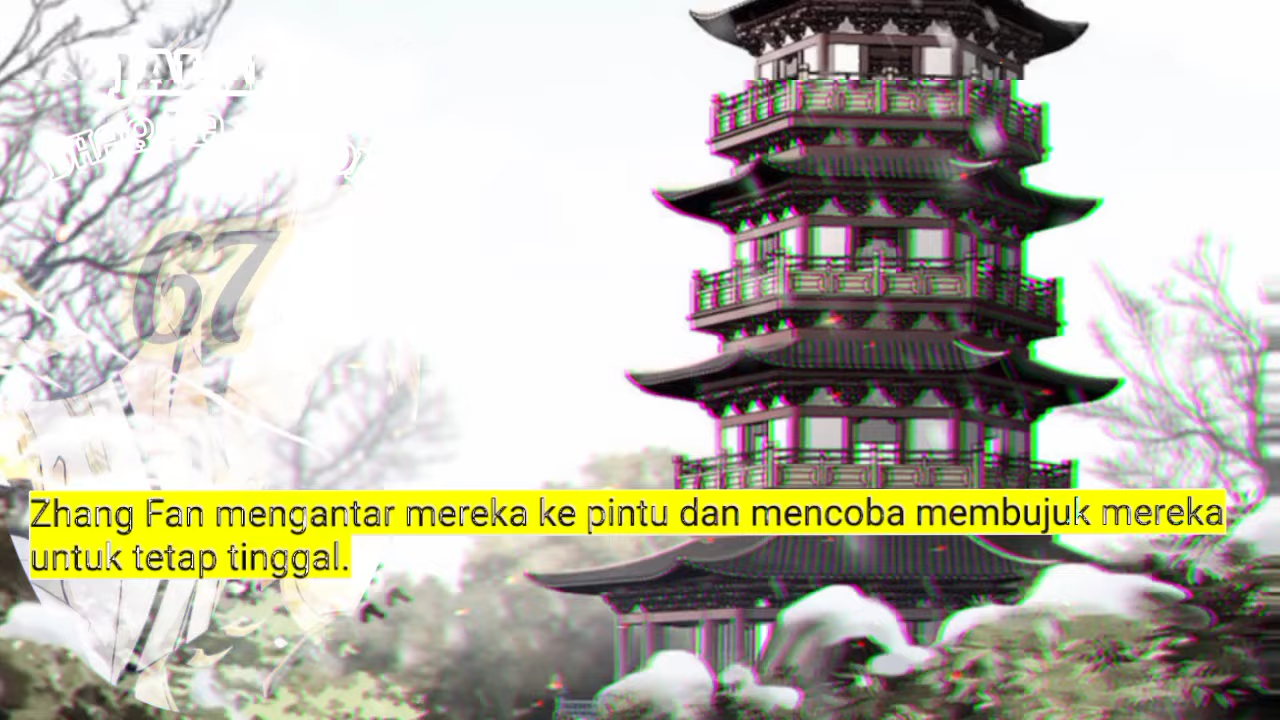 67
Zhang Fan mengantar mereka ke pintu dan mencoba membujuk mereka
untuk tetap tinggal.